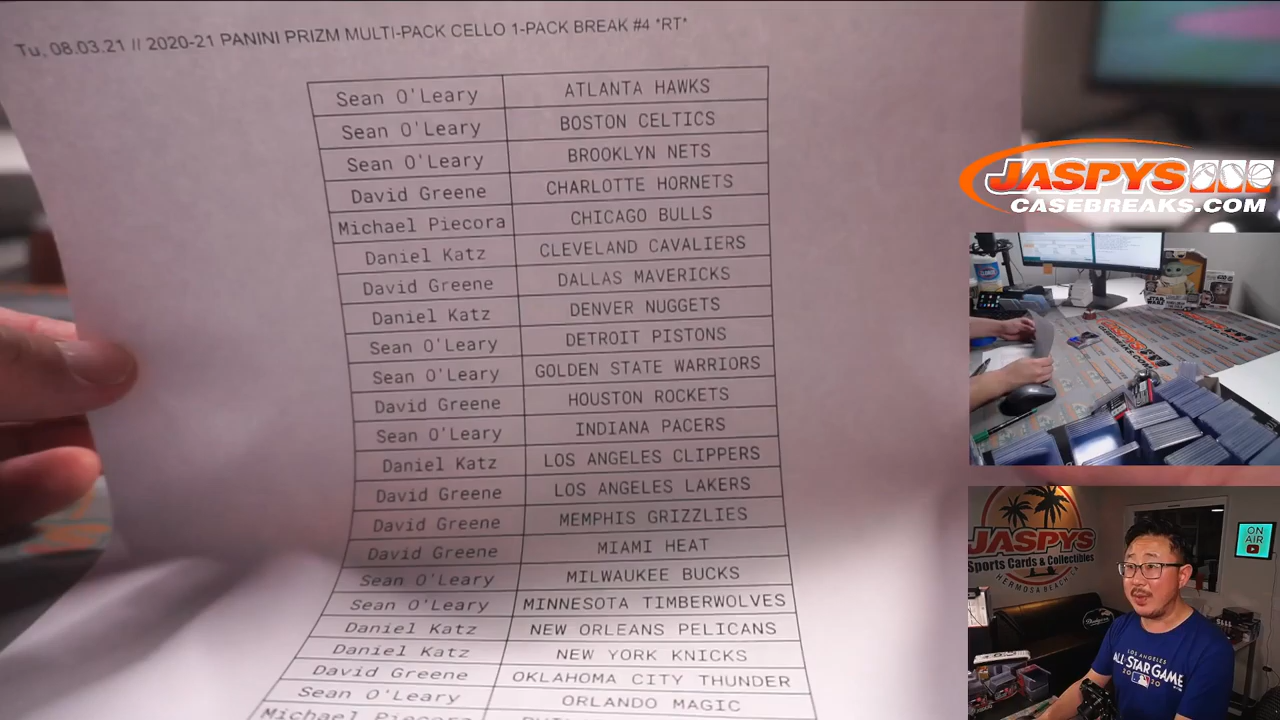 Tu, 08.03.21 // 2020-21 PANINI PRIZM MULTI-PACK CELLO 1-PACK BREAK #4 *RT*
Sean O'Leary ATLANTA HAWKS
Sean O'Leary BOSTON CELTICS
Sean O'Leary BROOKLYN NETS
David Greene CHARLOTTE HORNETS
Michael Piecora CHICAGO BULLS
Daniel Katz CLEVELAND CAVALIERS
David Greene DALLAS MAVERICKS
Daniel Katz DENVER NUGGETS
Sean O'Leary DETROIT PISTONS
Sean O'Leary GOLDEN STATE WARRIORS
David Greene HOUSTON ROCKETS
Sean O'Leary INDIANA PACERS
Daniel Katz LOS ANGELES CLIPPERS
David Greene LOS ANGELES LAKERS
David Greene MEMPHIS GRIZZLIES
David Greene MIAMI HEAT
Sean O'Leary MILWAUKEE BUCKS
Sean O'Leary MINNESOTA TIMBERWOLVES
Daniel Katz NEW ORLEANS PELICANS
Daniel Katz NEW YORK KNICKS
David Greene OKLAHOMA CITY THUNDER
Sean O'Leary ORLANDO MAGIC
Michael Piecora
JASPYS
CASEBREAKS.COM
STAR WARS
JASPYS
Sports Cards & Collectibles
HERMOSA BEACH, CA
ON AIR
LOS ANGELES
ALL-STAR GAME
2020